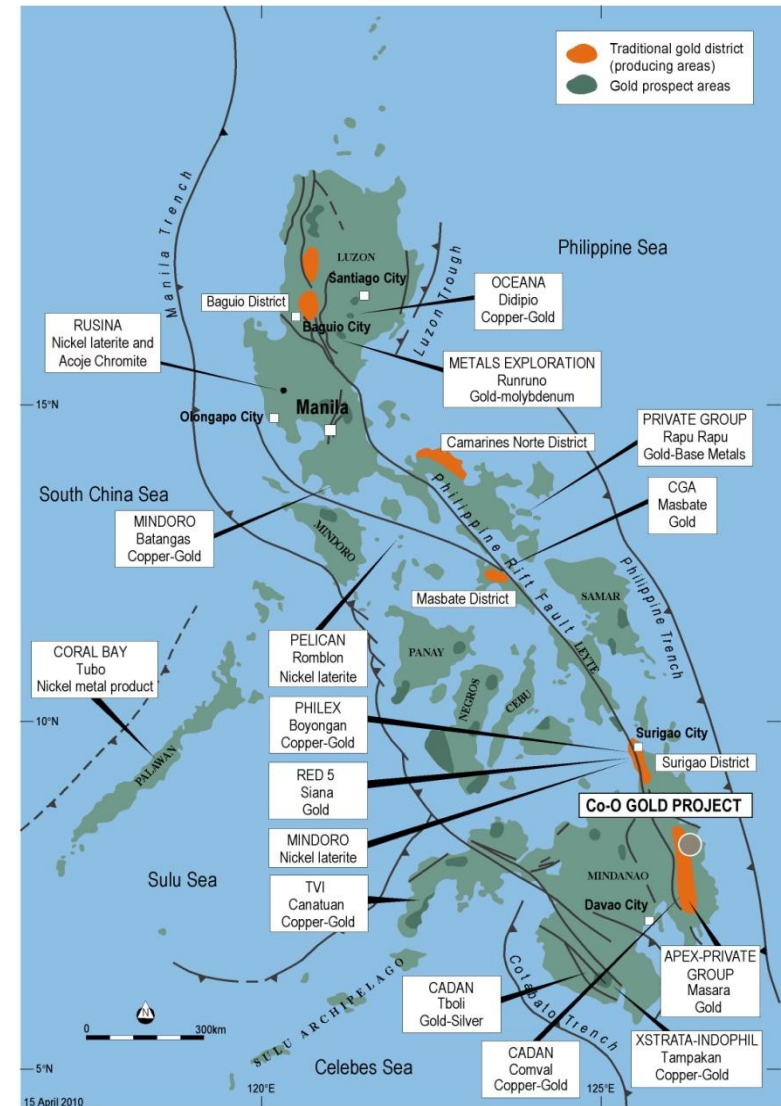 Traditional gold district
(producing areas)
Gold prospect areas
Manila Trench
LUZON
Santiago City
Luzon Trough
Philippine Sea
OCEANA
Didipio
Copper-Gold
Baguio District
Baguio City
RUSINA
Nickel laterite and
Acoje Chromite
METALS EXPLORATION
Runruno
Gold-molybdenum
15°N
Olongapo City
Manila
Camarines Norte District
PRIVATE GROUP
Rapu Rapu
Gold-Base Metals
South China Sea
CGA
Masbate
Gold
MINDORO
Batangas
Copper-Gold
MINDORO
Philippine Rift Fault
Philippine Trench
Masbate District
SAMAR
CORAL BAY
Tubo
Nickel metal product
PELICAN
Romblon
Nickel laterite
PANAY
LEYTE
NEGROS
CEBU
PHILEX
Boyongan
Copper-Gold
10°N
Surigao City
Surigao District
PALAWAN
RED 5
Siana
Gold
Co-O GOLD PROJECT
MINDORO
Nickel laterite
Sulu Sea
MINDANAO
TVI
Canatuan
Copper-Gold
Davao City
APEX-PRIVATE
GROUP
Masara
Gold
CADAN
Tboli
Gold-Silver
Cotabato Trench
SULU ARCHIPELAGO
N
0
300km
XSTRATA-INDOPHIL
Tampakan
Copper-Gold
CADAN
Comval
Copper-Gold
Celebes Sea
5°N
120°E
125°E
15 April 2010